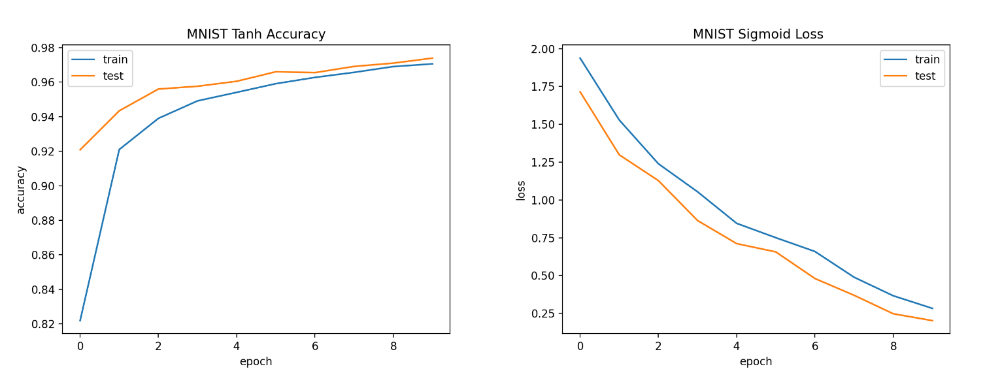 MNIST Tanh Accuracy
0.98
0.96
0.94
0.92
0.90
0.88
0.86
0.84
0.82
accuracy
train
test
0 2 4 6 8
epoch
MNIST Sigmoid Loss
2.00
1.75
1.50
1.25
1.00
0.75
0.50
0.25
loss
train
test
0 2 4 6 8
epoch